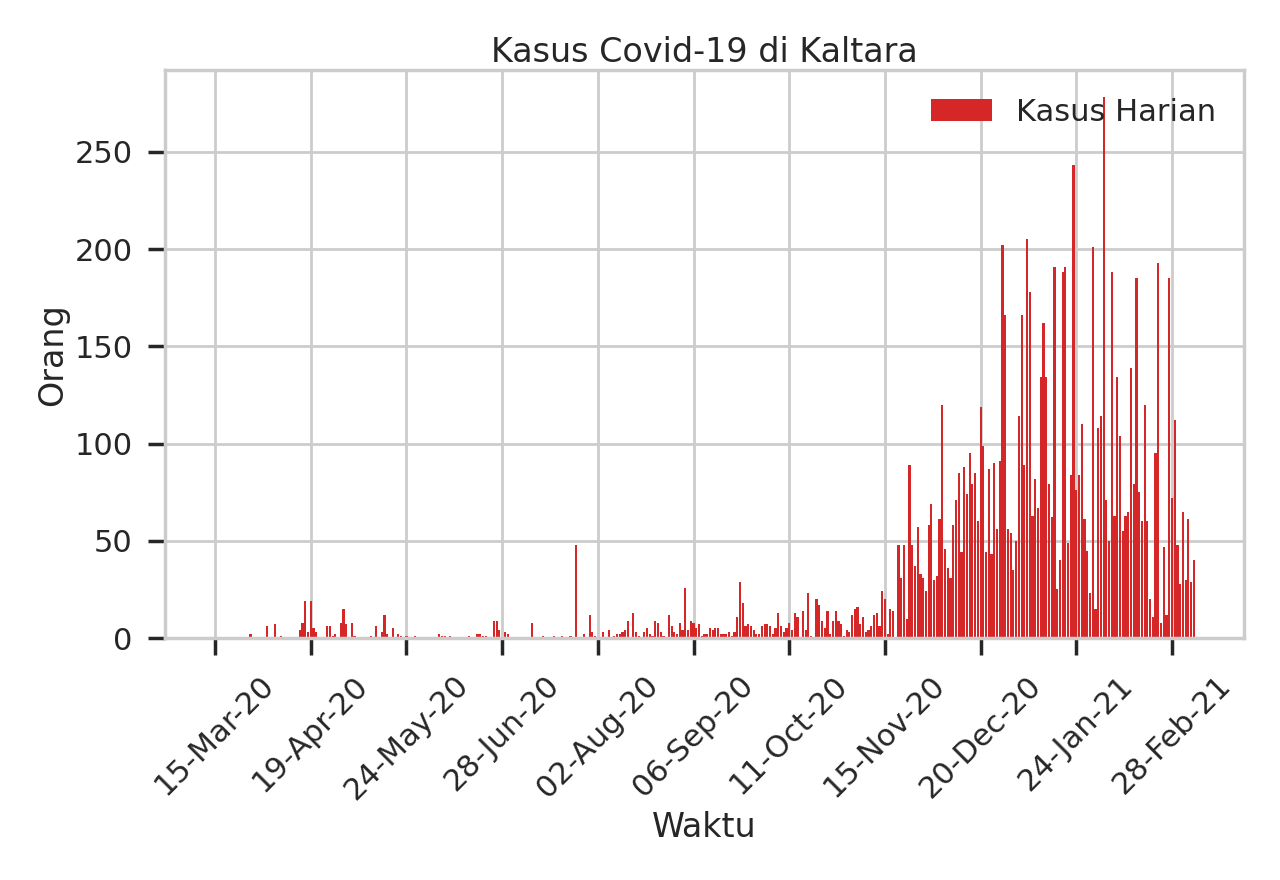 Kasus Covid-19 di Kaltara
Kasus Harian
Orang
250
200
150
100
50
0
15-Mar-20
19-Apr-20
24-May-20
28-Jun-20
02-Aug-20
06-Sep-20
11-Oct-20
15-Nov-20
20-Dec-20
24-Jan-21
28-Feb-21
Waktu